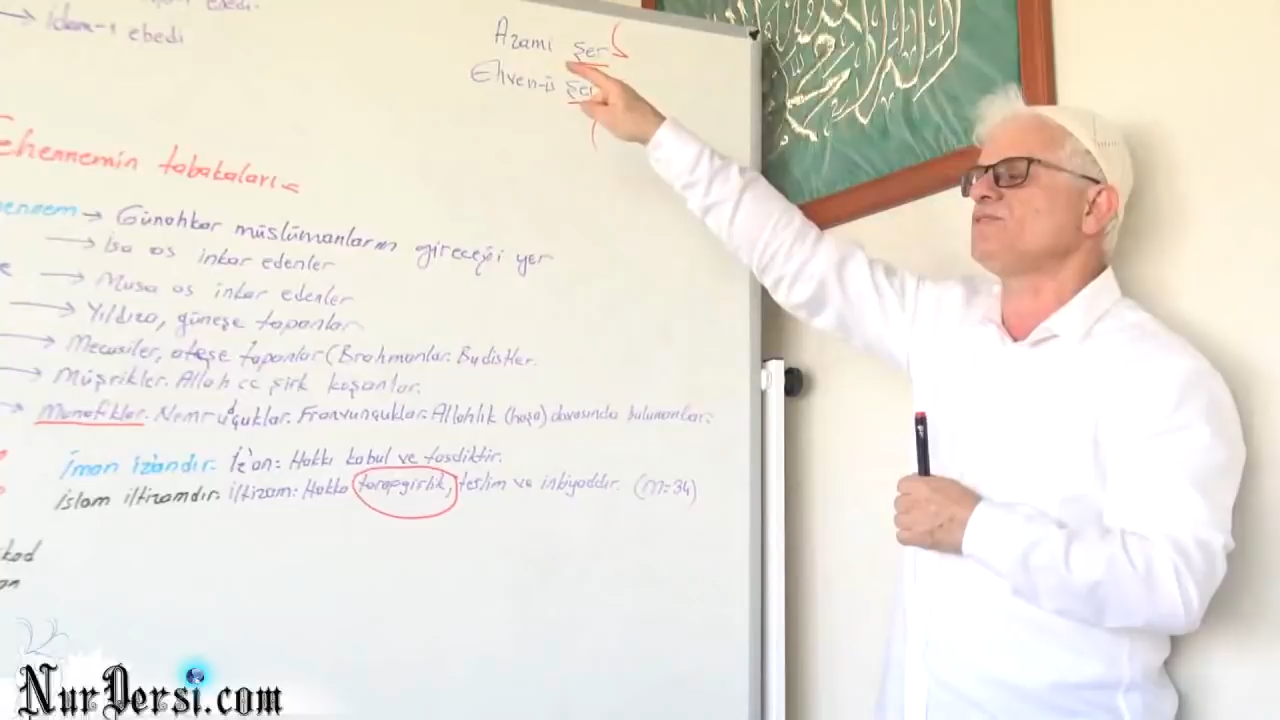 İdam-ı ebedi
Azami Şer
Ehven-ü Şer
Cehennemin tabakaları
Cehennem → Günahkar müslümanların gireceği yer
→ İsa as inkar edenler
→ Musa as inkar edenler
→ Yıldıza, güneşe tapanlar
→ Mecusiler, ateşe tapanlar (Brahmanlar. Budistler.
→ Müşrikler. Allah cc şirk koşanlar.
→ Münafıklar. Nemrudçuklar. Firavunçuklar. Allahlık (haşa) davasında bulunanlar.
İman iz'andır. İz'an: Hakkı kabul ve tasdiktir.
İslam iltizamdır. İltizam: Hakka tarafgirlik, teslim ve inkiyaddır. (M:34)
NurDersi.com